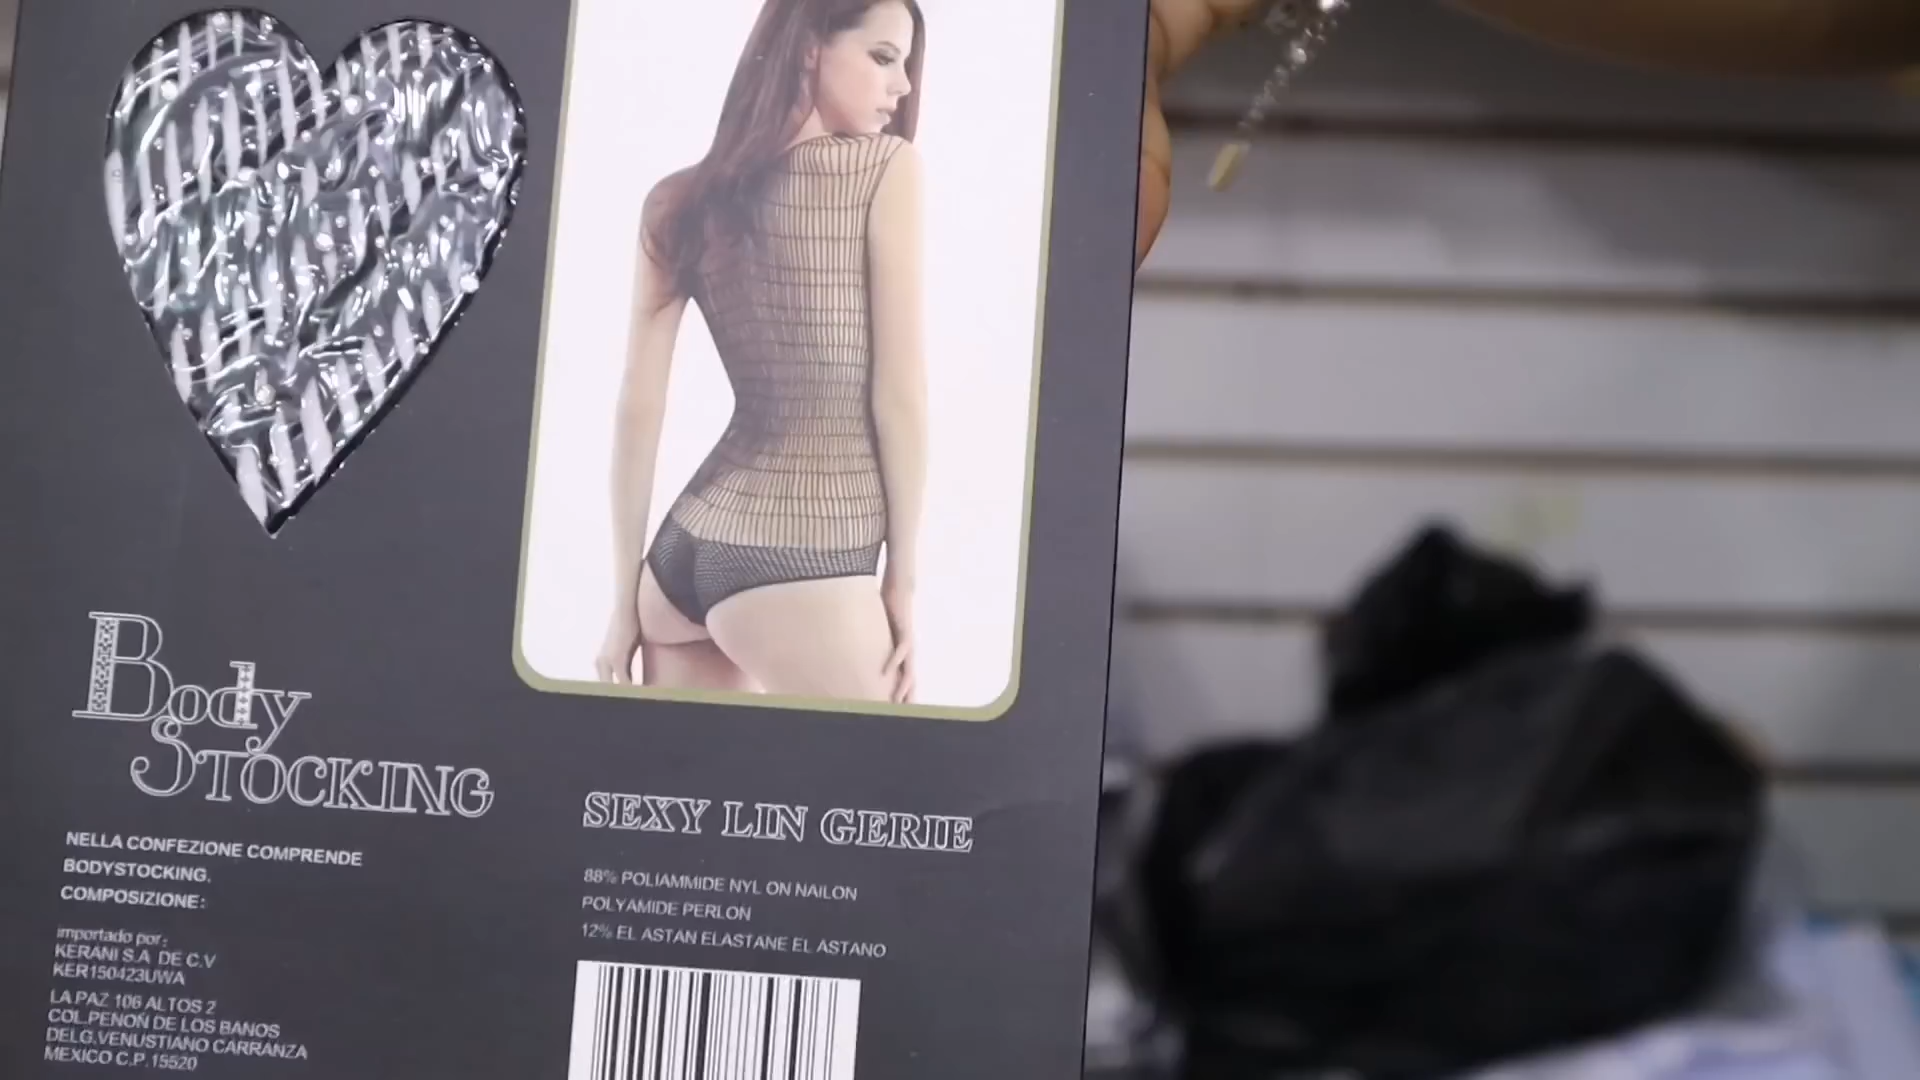 Body
STOCKING
NELLA CONFEZIONE COMPRENDE
BODYSTOCKING.
COMPOSIZIONE:
importado por:
KERANI S.A DE C.V
KER150423UWA
LA PAZ 106 ALTOS 2
COL.PEÑON DE LOS BANOS
DELG.VENUSTIANO CARRANZA
MEXICO C.P.15520
SEXY LIN GERIE
88% POLIAMMIDE NYL ON NAILON
POLYAMIDE PERLON
12% EL ASTAN ELASTANE EL ASTANO